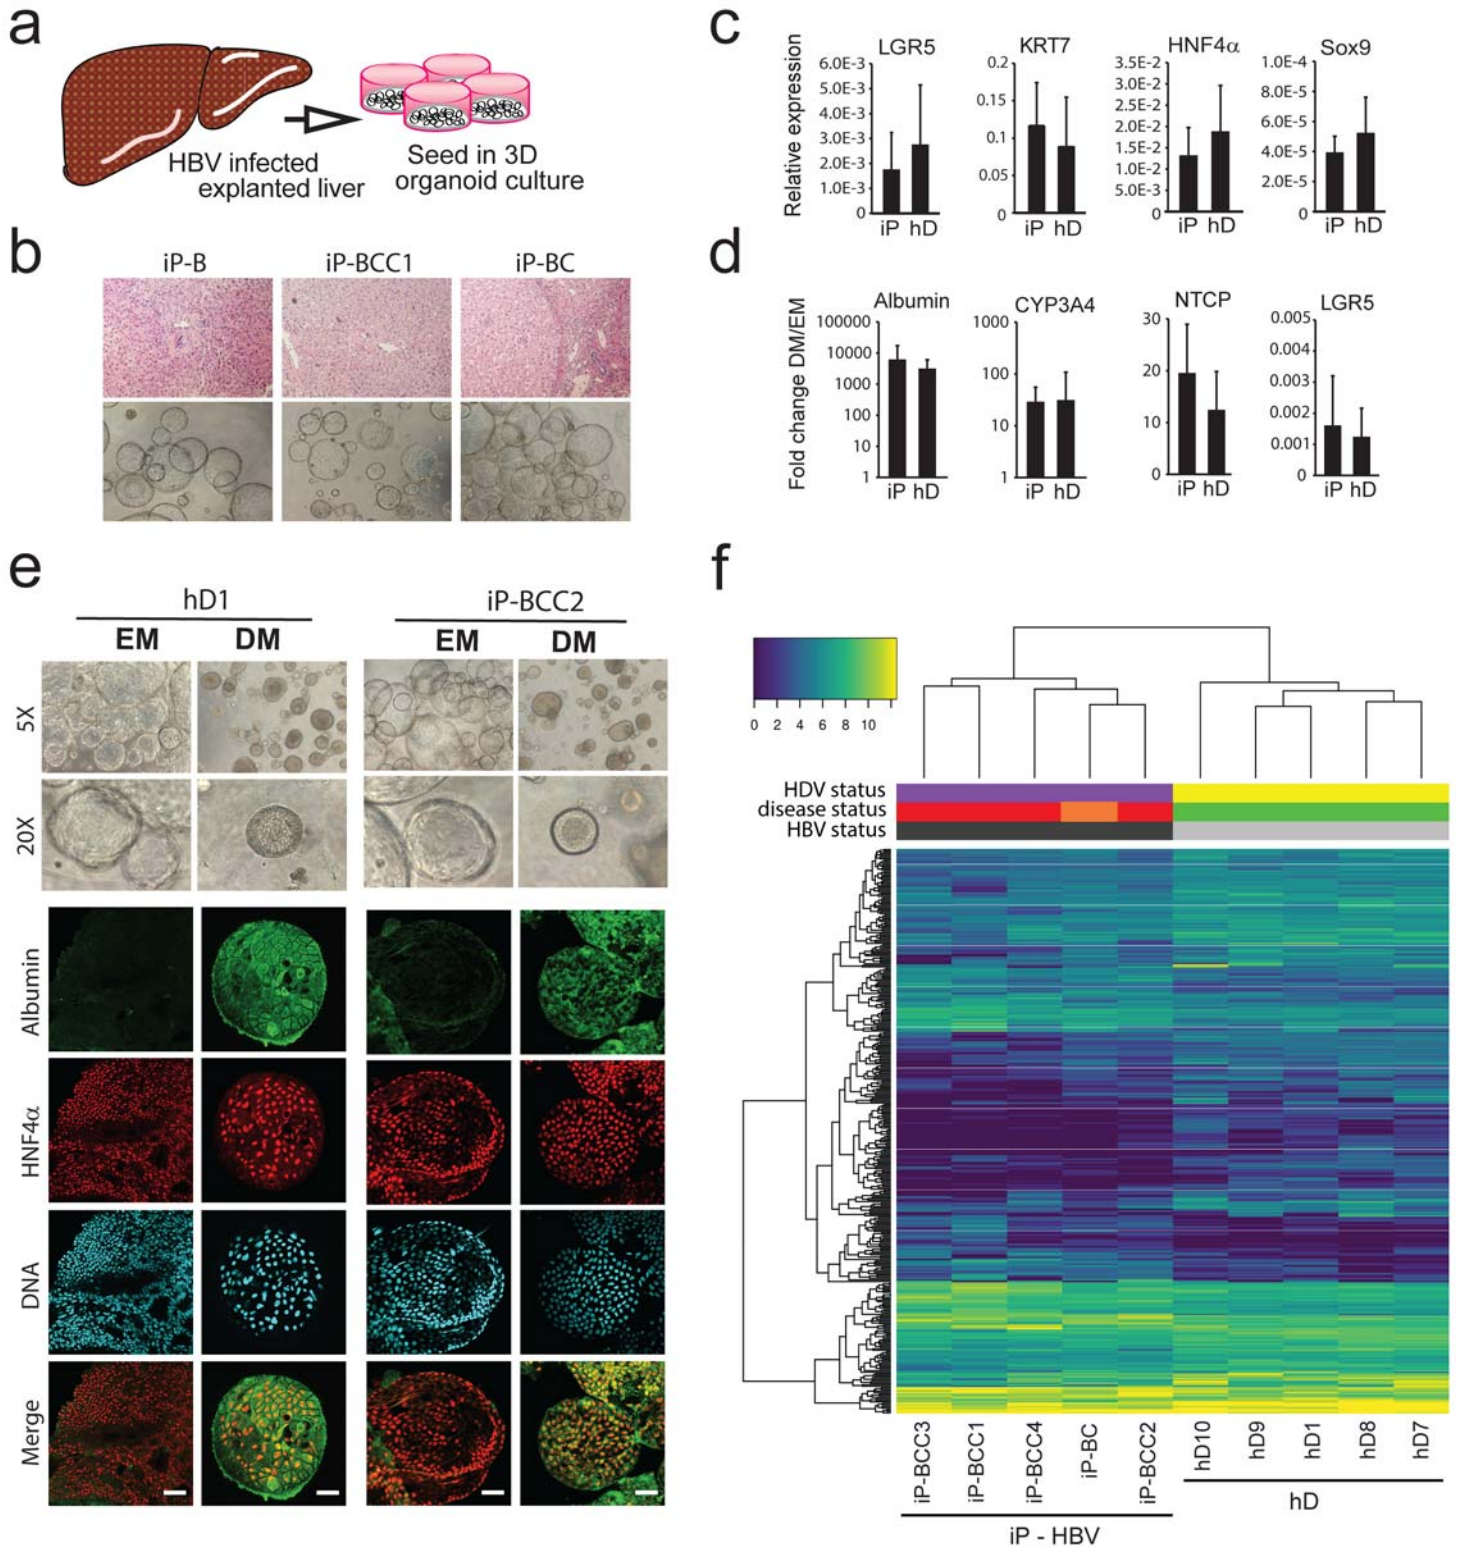 a
HBV infected
explanted liver
Seed in 3D
organoid culture
b
iP-B
iP-BCC1
iP-BC
c
Relative expression
LGR5
6.0E-3
5.0E-3
4.0E-3
3.0E-3
2.0E-3
1.0E-3
0
iP hD
KRT7
0.2
0.15
0.1
0.05
0
iP hD
HNF4α
3.5E-2
3.0E-2
2.5E-2
2.0E-2
1.5E-2
1.0E-2
5.0E-3
0
iP hD
Sox9
1.0E-4
8.0E-5
6.0E-5
4.0E-5
2.0E-5
0
iP hD
d
Fold change DM/EM
Albumin
100000
10000
1000
100
10
1
iP hD
CYP3A4
1000
100
10
1
iP hD
NTCP
30
20
10
0
iP hD
LGR5
0.005
0.004
0.003
0.002
0.001
0
iP hD
e
hD1
iP-BCC2
EM
DM
EM
DM
5X
20X
Albumin
HNF4α
DNA
Merge
f
0 2 4 6 8 10
HDV status
disease status
HBV status
iP-BCC3
iP-BCC1
iP-BCC4
iP-BC
iP-BCC2
hD10
hD9
hD1
hD8
hD7
iP - HBV
hD